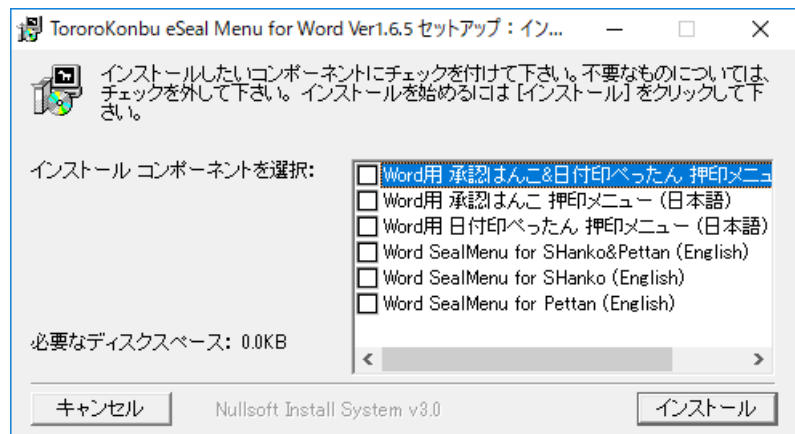 TororoKonbu eSeal Menu for Word Ver1.6.5 セットアップ：イン...
インストールしたいコンポーネントにチェックを付けて下さい。不要なものについては、
チェックを外して下さい。インストールを始めるには [インストール] をクリックして下
さい。
インストール コンポーネントを選択:
Word用 承認はんこ&日付印ぺったん 押印メニュ
Word用 承認はんこ 押印メニュー (日本語)
Word用 日付印ぺったん 押印メニュー (日本語)
Word SealMenu for SHanko&Pettan (English)
Word SealMenu for SHanko (English)
Word SealMenu for Pettan (English)
必要なディスクスペース: 0.0KB
キャンセル
Nullsoft Install System v3.0
インストール